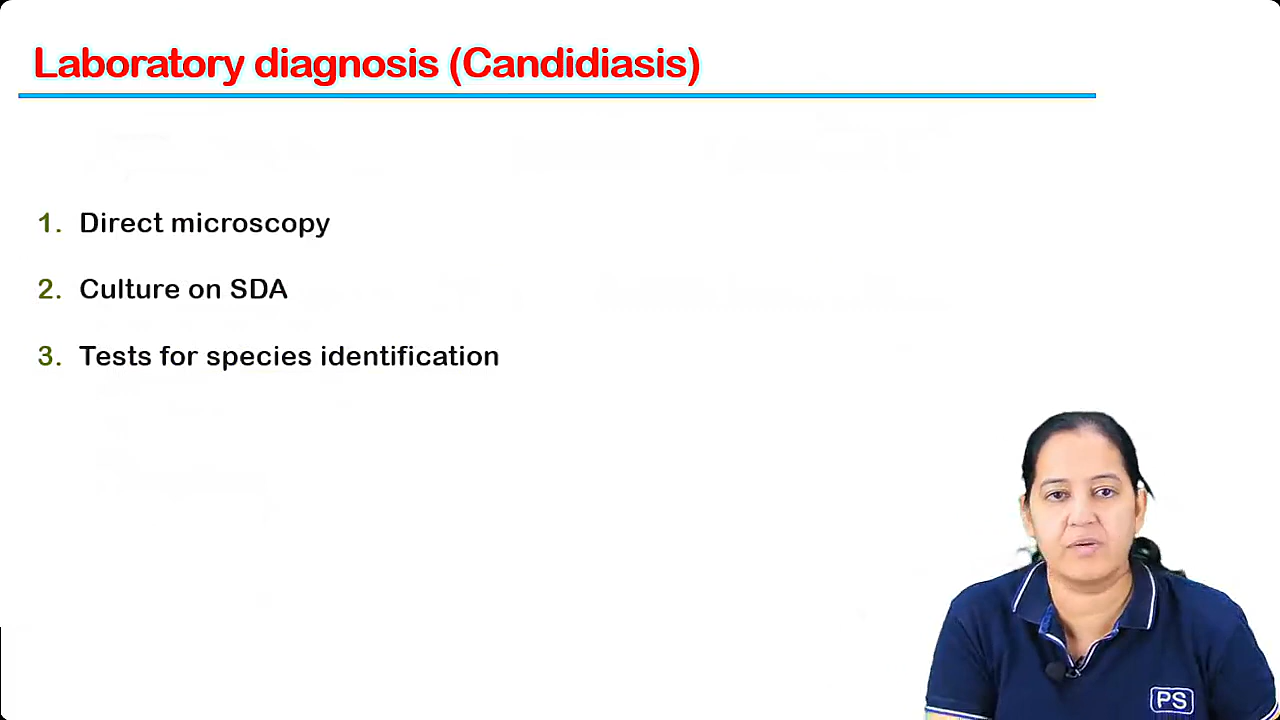 Laboratory diagnosis (Candidiasis)
1. Direct microscopy
2. Culture on SDA
3. Tests for species identification
PS